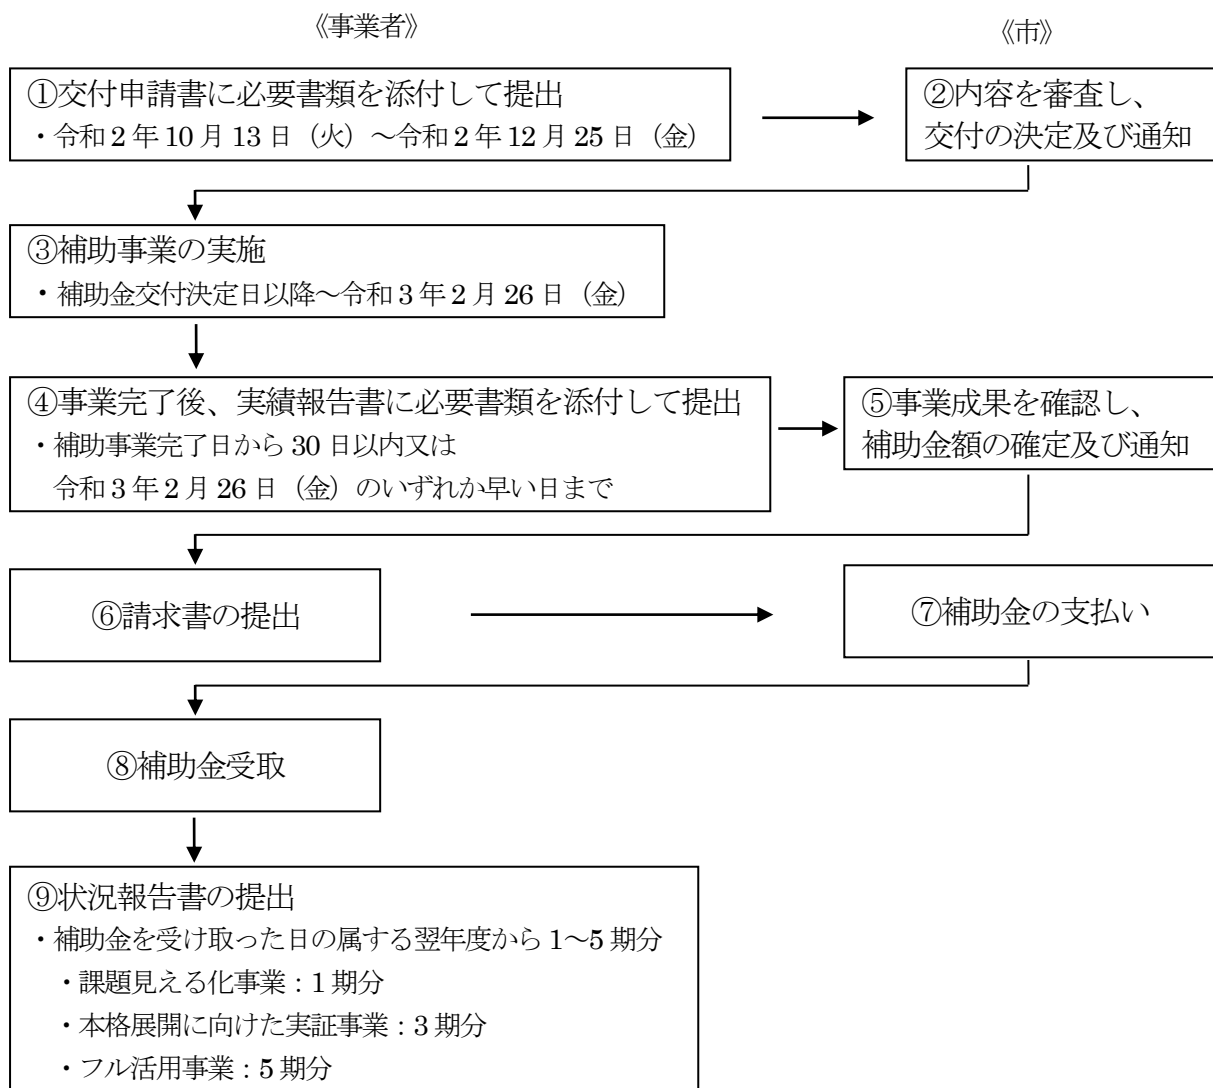 《事業者》
《市》
①交付申請書に必要書類を添付して提出
・令和2年10月13日（火）～令和2年12月25日（金）
②内容を審査し、
交付の決定及び通知
③補助事業の実施
・補助金交付決定日以降～令和3年2月26日（金）
④事業完了後、実績報告書に必要書類を添付して提出
・補助事業完了日から30日以内又は
令和3年2月26日（金）のいずれか早い日まで
⑤事業成果を確認し、
補助金額の確定及び通知
⑥請求書の提出
⑦補助金の支払い
⑧補助金受取
⑨状況報告書の提出
・補助金を受け取った日の属する翌年度から1～5期分
・課題見える化事業：1期分
・本格展開に向けた実証事業：3期分
・フル活用事業：5期分